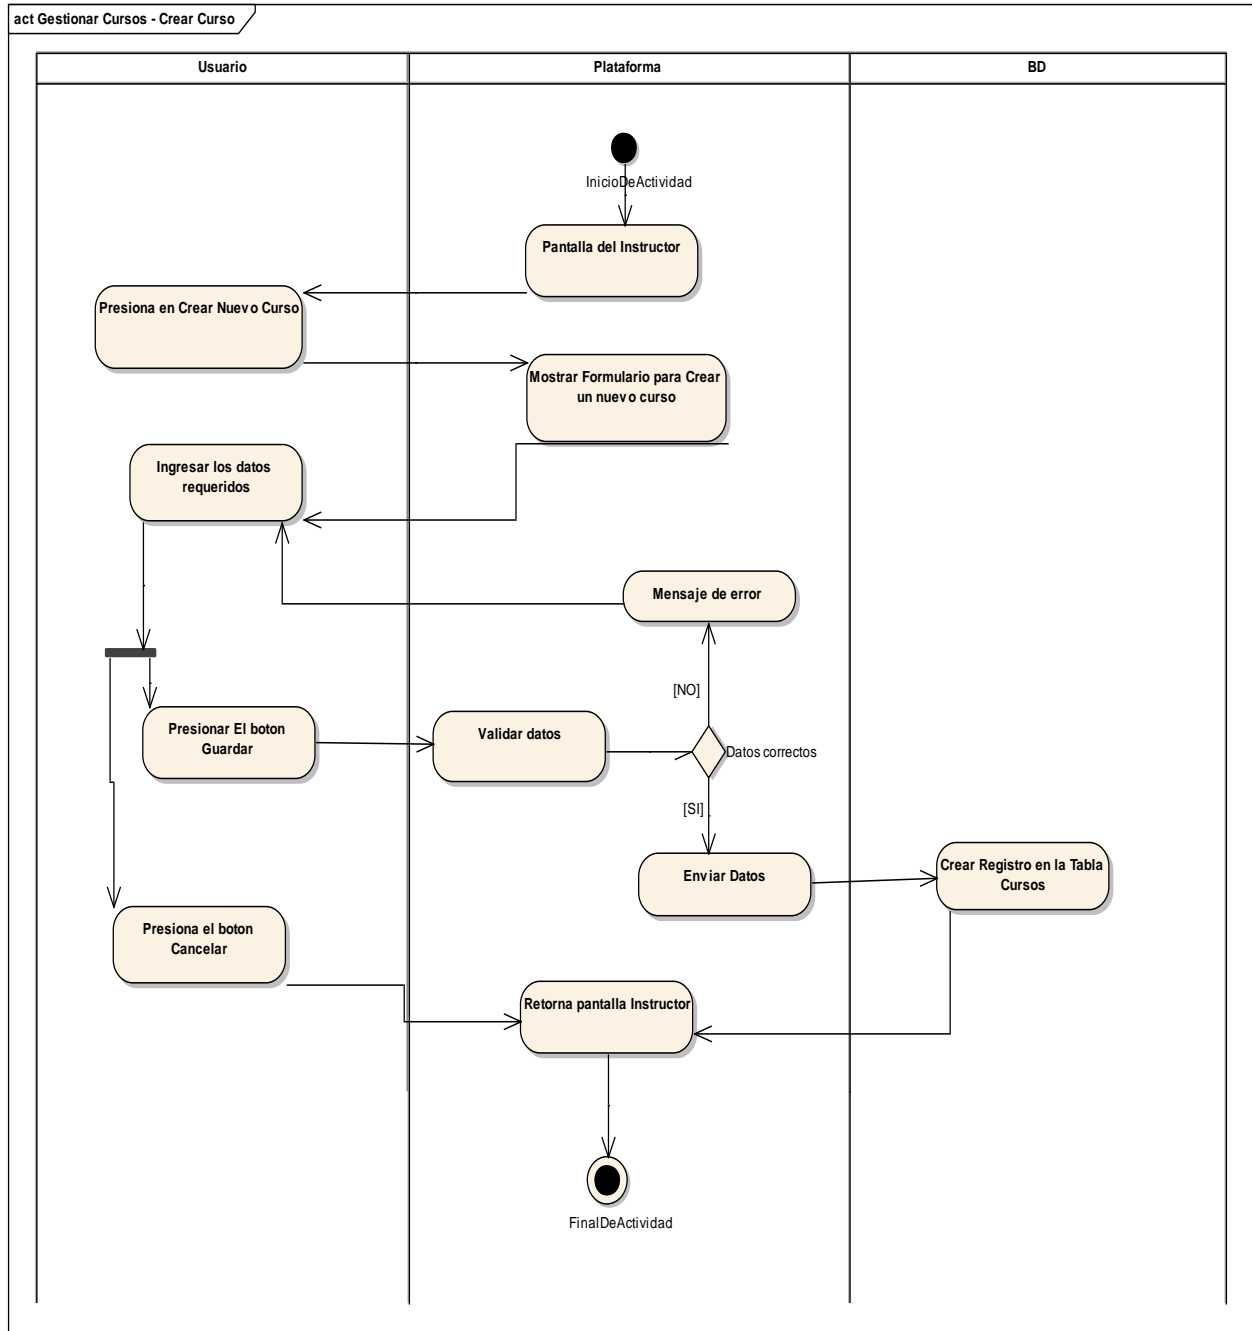 act Gestionar Cursos - Crear Curso
Usuario
Plataforma
BD
InicioDeActividad
Pantalla del Instructor
Presiona en Crear Nuevo Curso
Mostrar Formulario para Crear
un nuevo curso
Ingresar los datos
requeridos
Mensaje de error
[NO]
Presionar El boton
Guardar
Validar datos
Datos correctos
[SI]
Enviar Datos
Crear Registro en la Tabla
Cursos
Presiona el boton
Cancelar
Retorna pantalla Instructor
FinalDeActividad